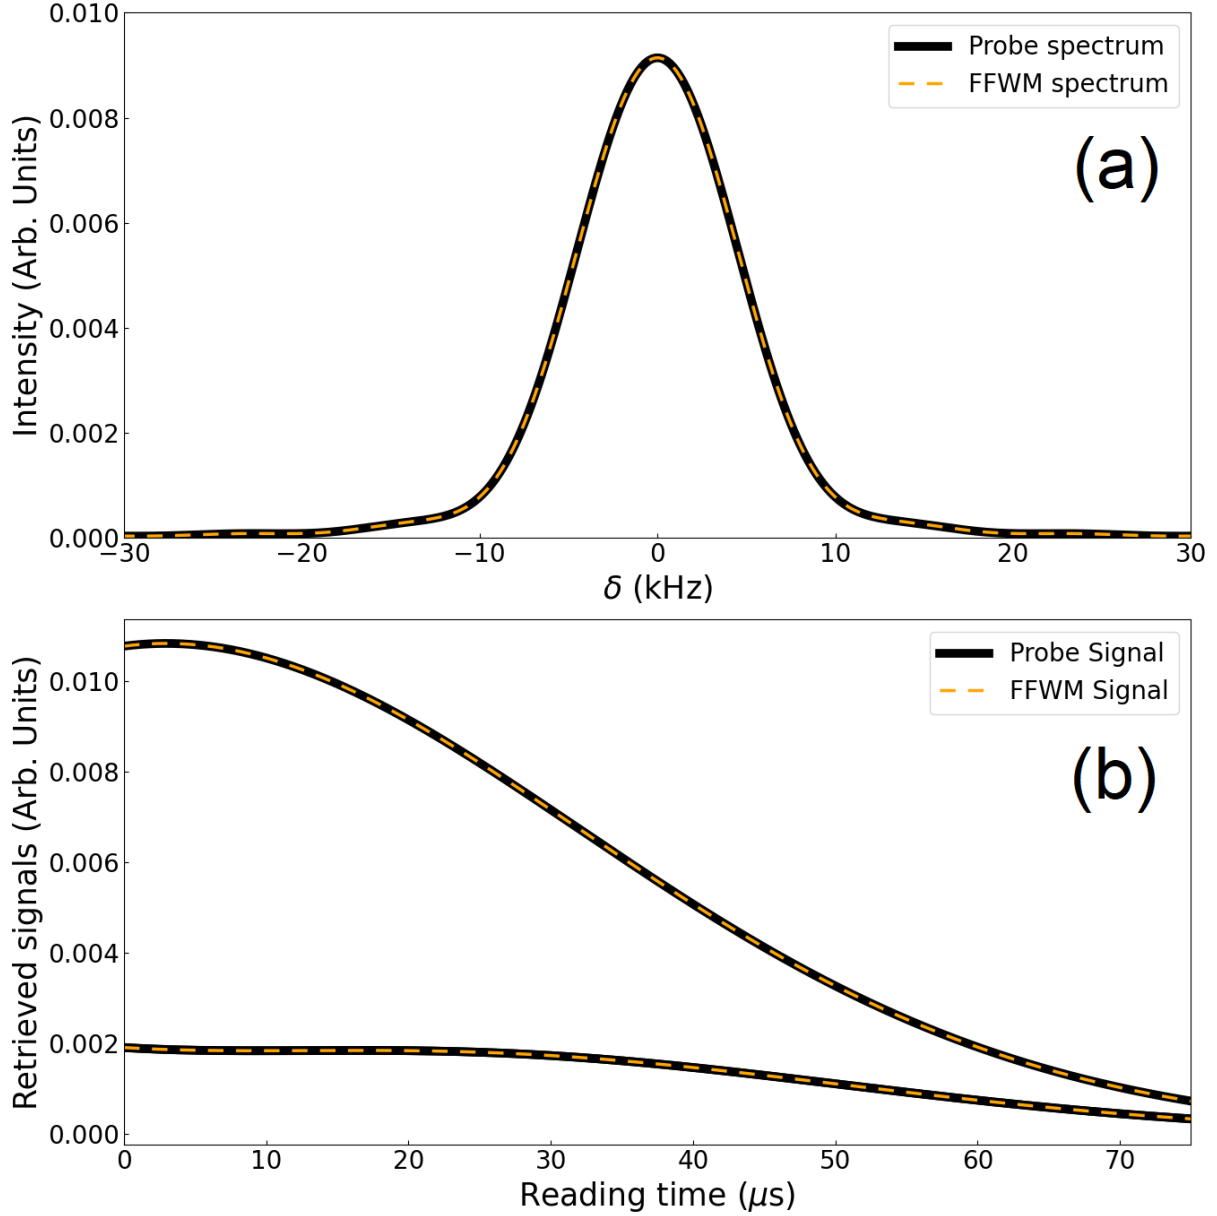 0.010
0.008
0.006
0.004
0.002
0.000
Intensity (Arb. Units)
Probe spectrum
FFWM spectrum
(a)
−30 −20 −10 0 10 20 30
δ (kHz)
0.010
0.008
0.006
0.004
0.002
0.000
Retrieved signals (Arb. Units)
Probe Signal
FFWM Signal
(b)
0 10 20 30 40 50 60 70
Reading time (μs)